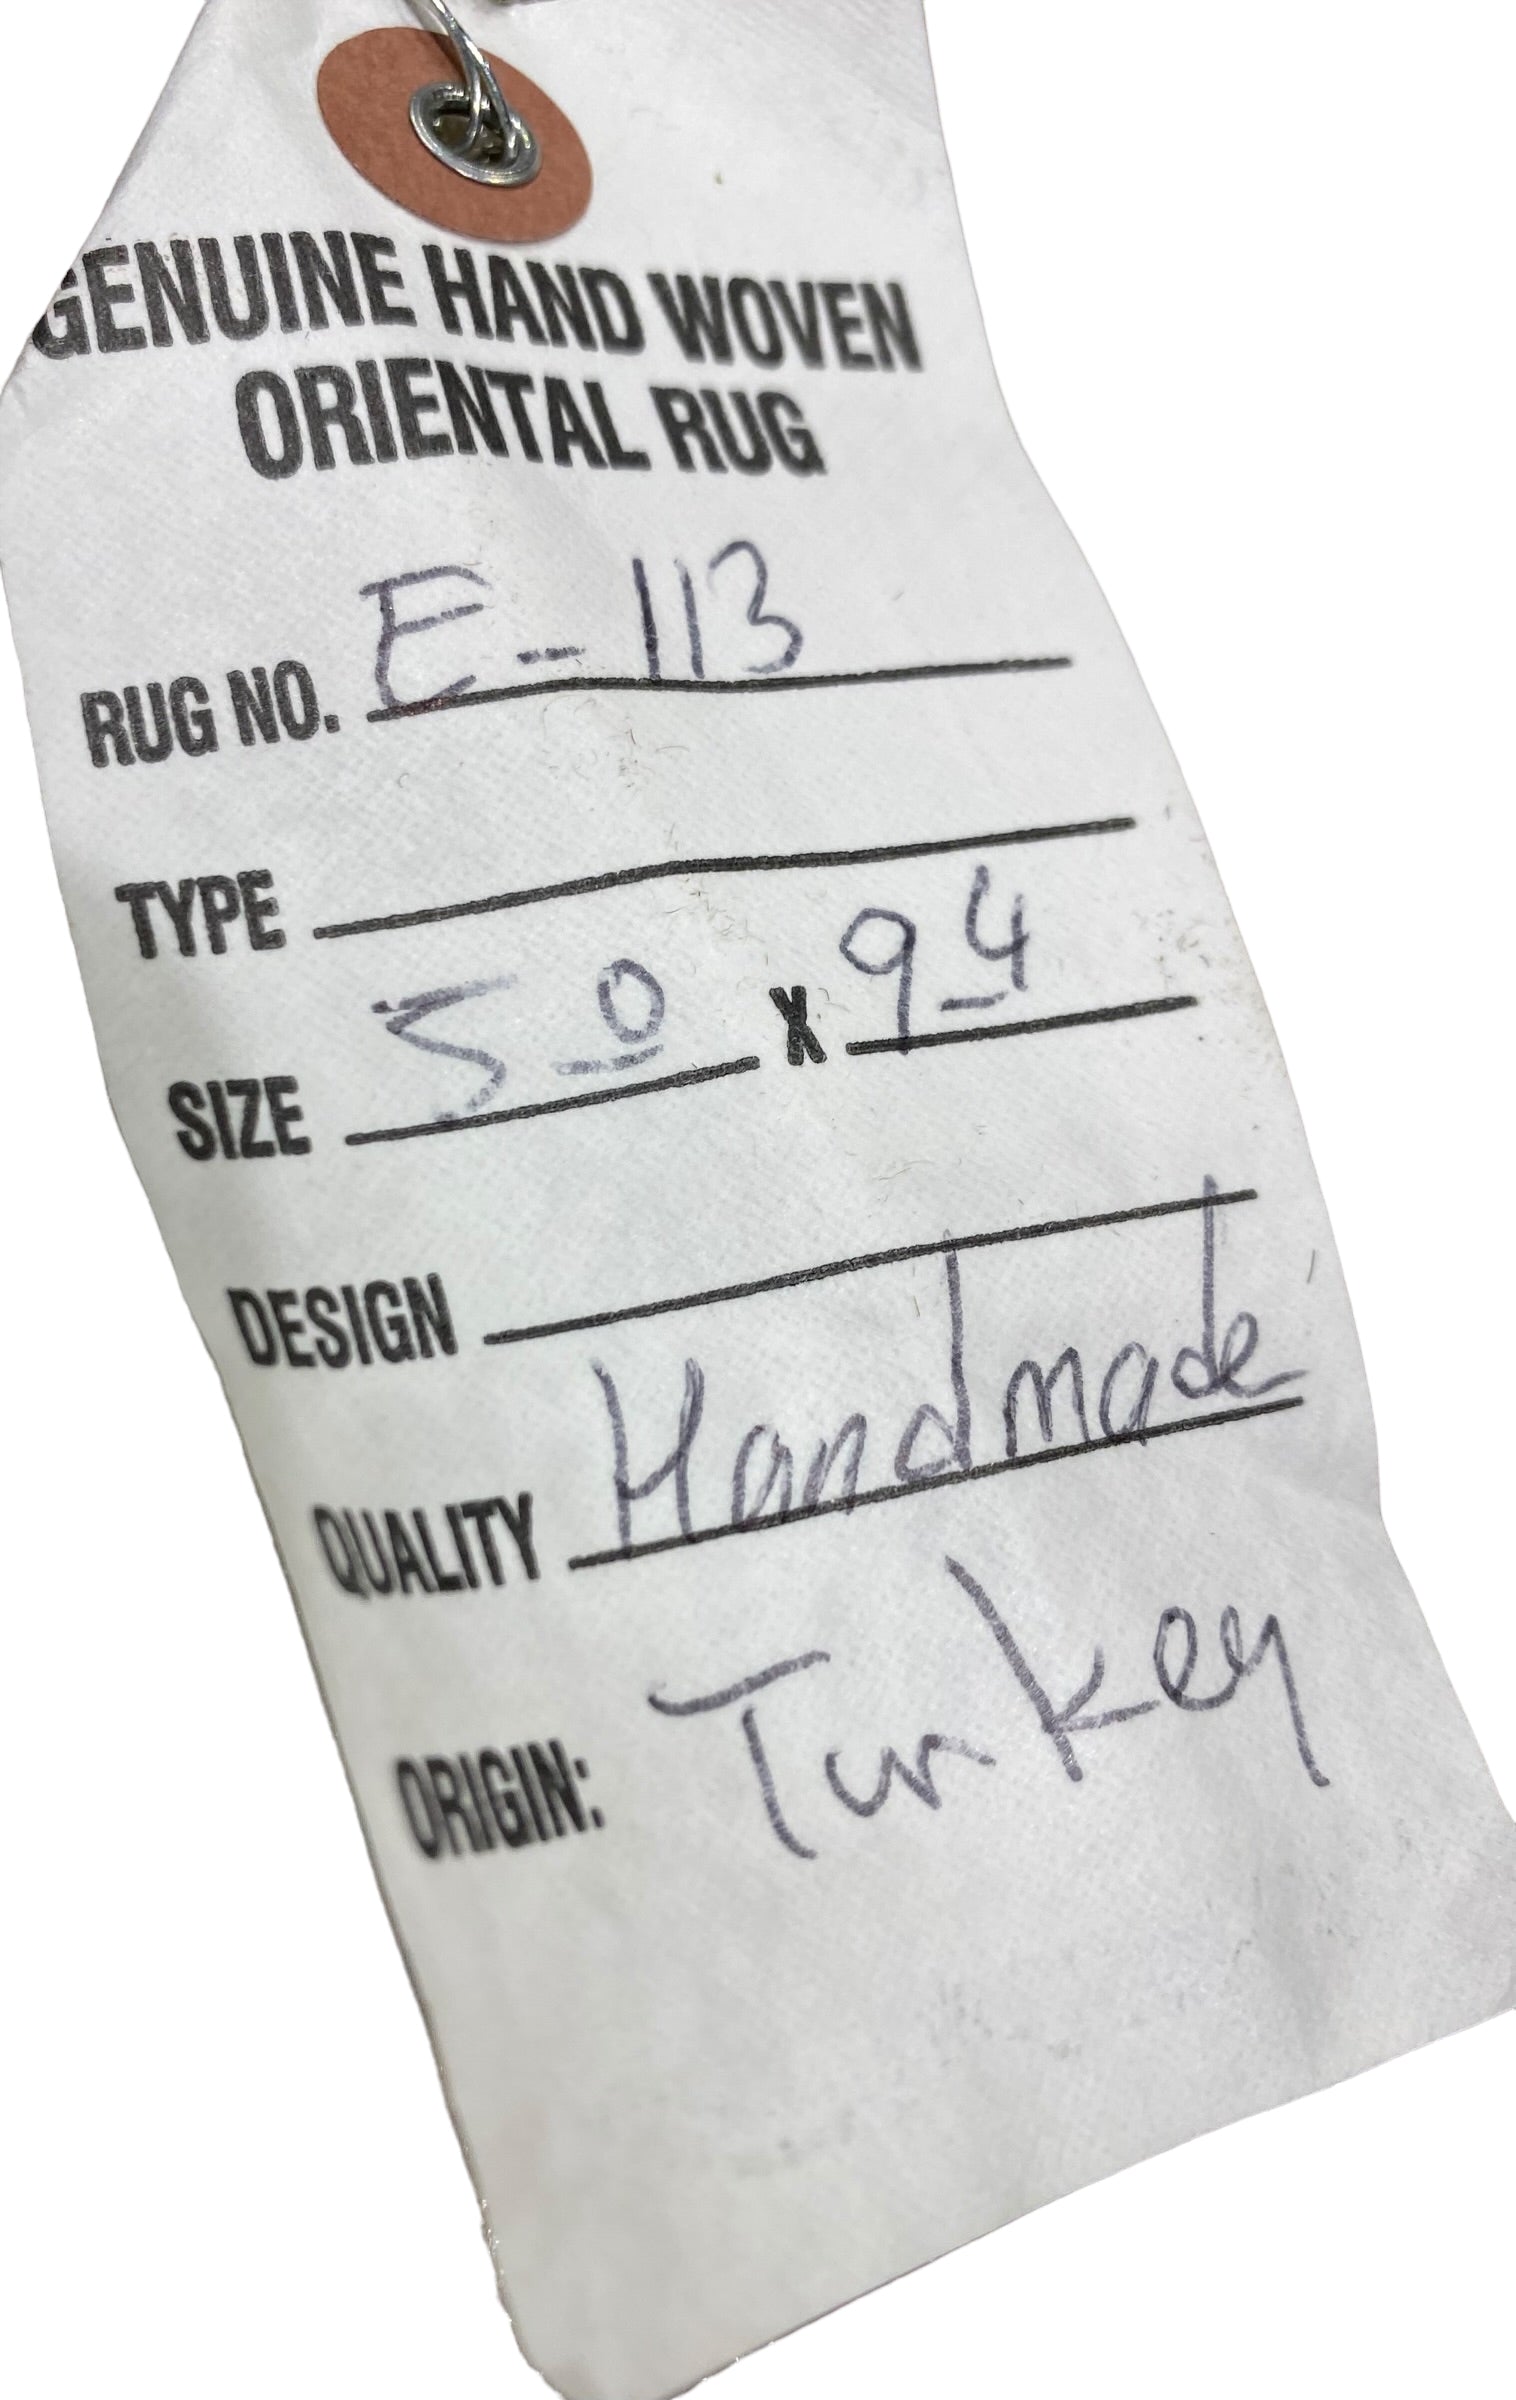 GENUINE HAND WOVEN
ORIENTAL RUG
RUG NO. E-113
TYPE
SIZE 5 0 X 9 4
DESIGN
QUALITY Handmade
ORIGIN: Turkey